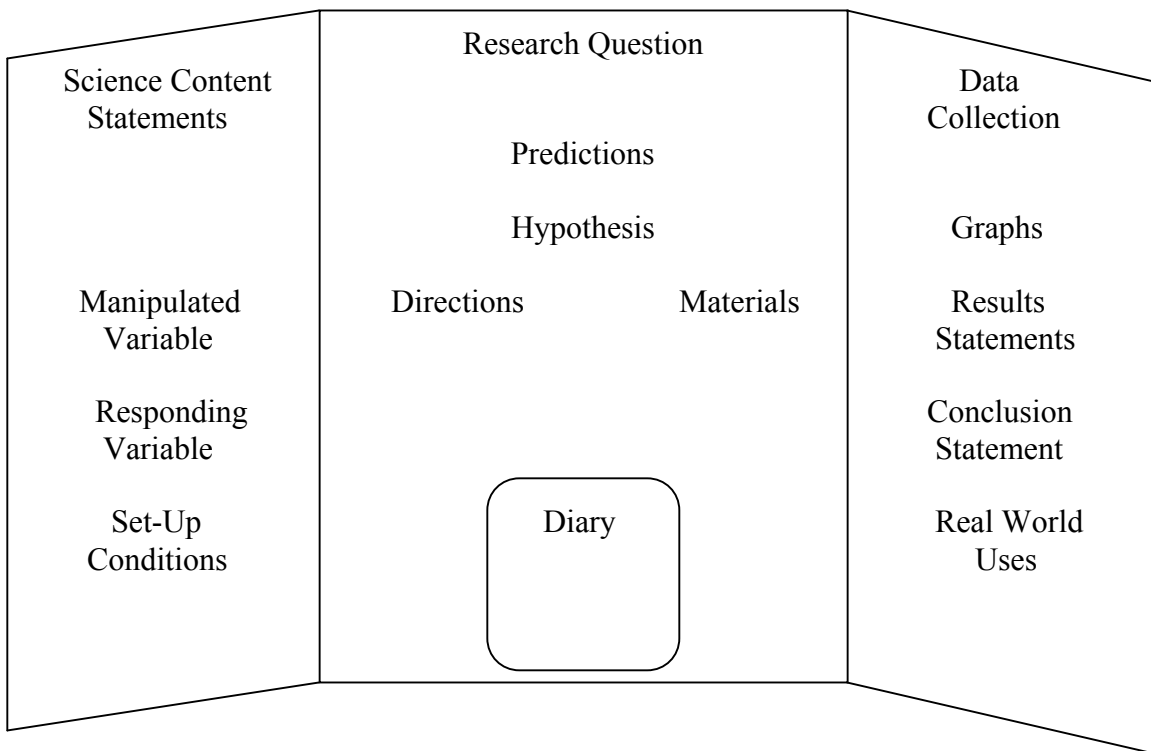 Science Content
Statements
Manipulated
Variable
Responding
Variable
Set-Up
Conditions
Research Question
Predictions
Hypothesis
Directions
Materials
Diary
Data
Collection
Graphs
Results
Statements
Conclusion
Statement
Real World
Uses